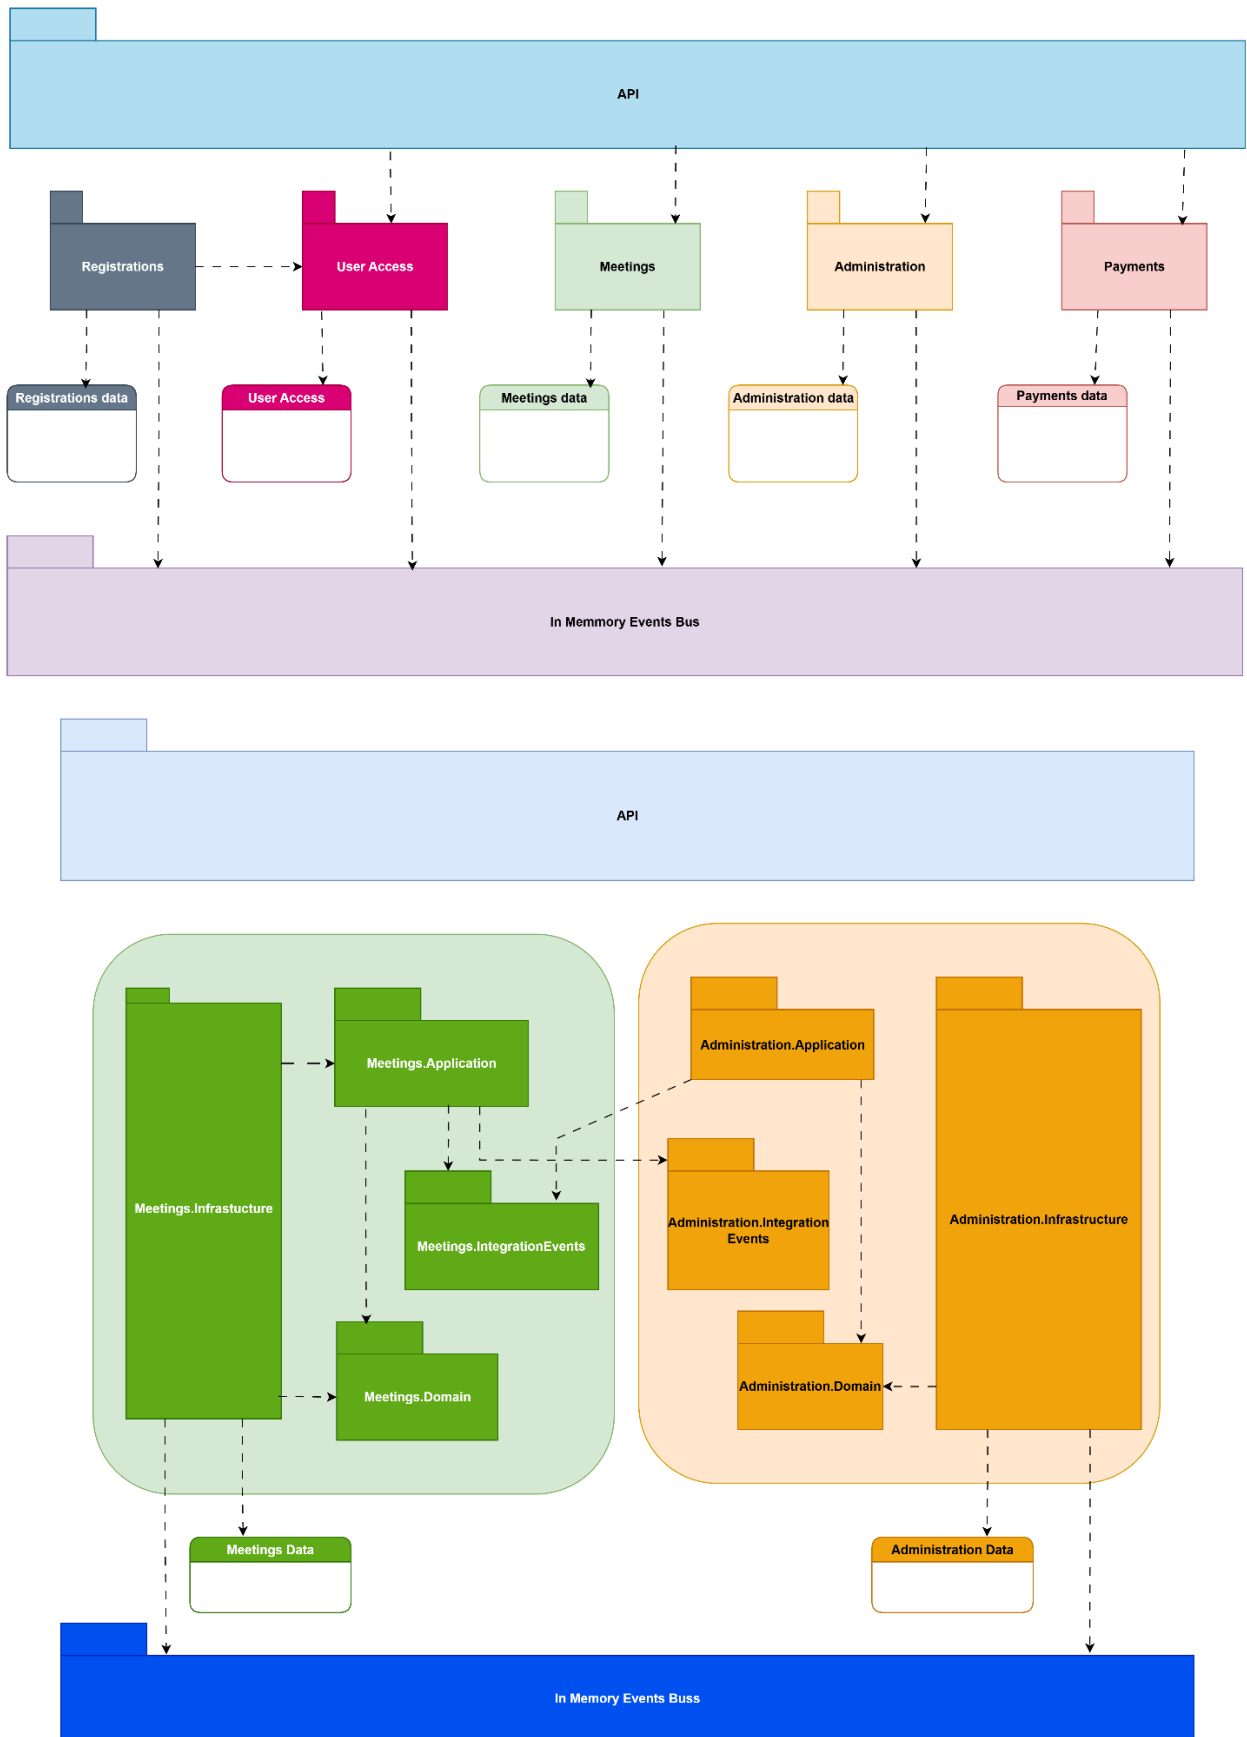 API
Registrations
User Access
Meetings
Administration
Payments
Registrations data
User Access
Meetings data
Administration data
Payments data
In Memmory Events Bus
API
Meetings.Infrastucture
Meetings.Application
Meetings.IntegrationEvents
Meetings.Domain
Administration.Application
Administration.Integration
Events
Administration.Domain
Administration.Infrastructure
Meetings Data
Administration Data
In Memory Events Buss